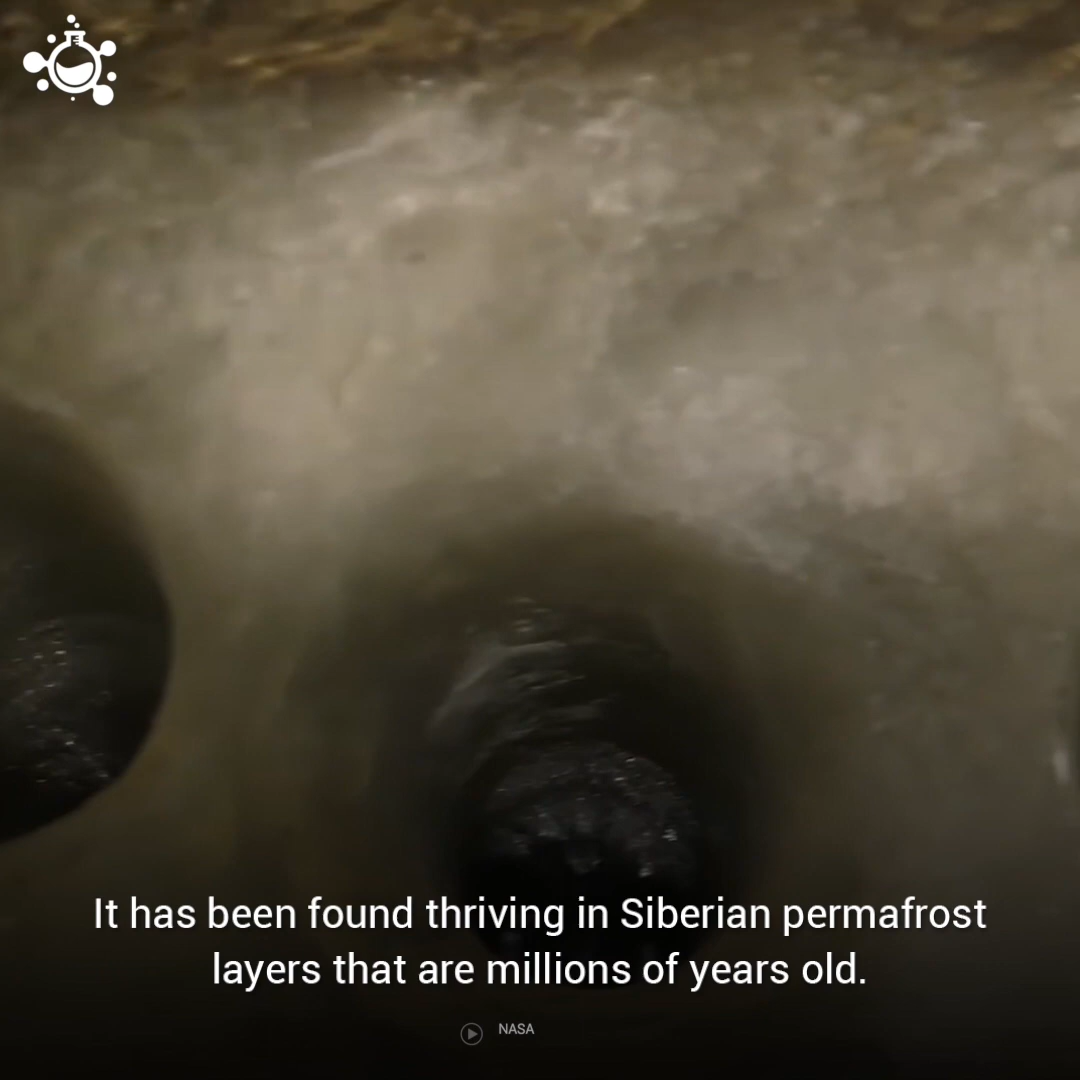 It has been found thriving in Siberian permafrost
layers that are millions of years old.
NASA